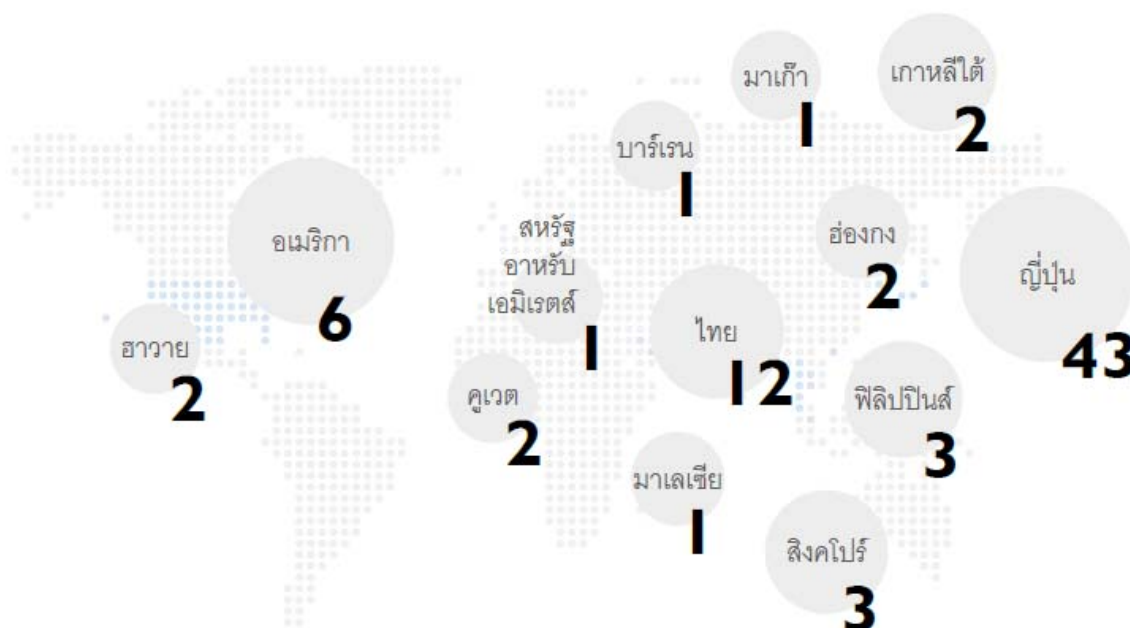 มาเก๊า
1
เกาหลีใต้
2
บาร์เรน
1
อเมริกา
6
สหรัฐ
อาหรับ
เอมิเรตส์
1
ฮ่องกง
2
ญี่ปุ่น
43
ฮาวาย
2
ไทย
12
คูเวต
2
ฟิลิปปินส์
3
มาเลเซีย
1
สิงคโปร์
3